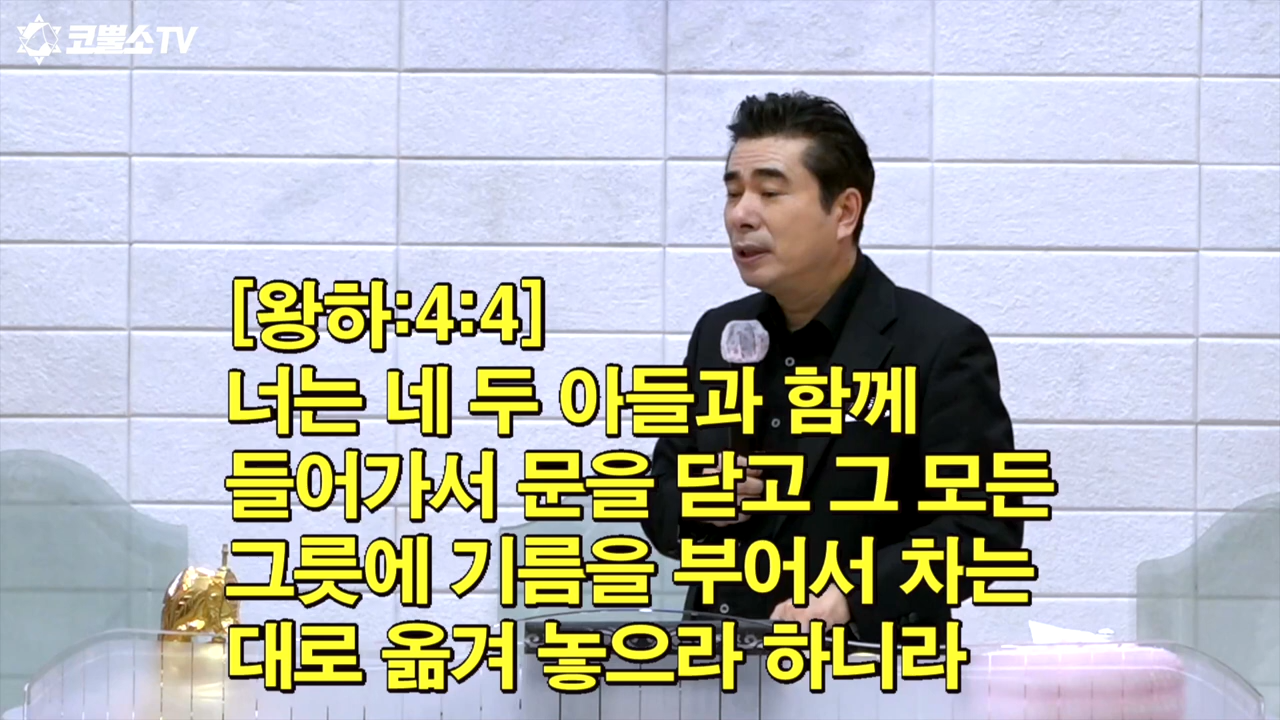 코뿔소TV
[왕하:4:4]
너는 네 두 아들과 함께
들어가서 문을 닫고 그 모든
그릇에 기름을 부어서 차는
대로 옮겨 놓으라 하니라